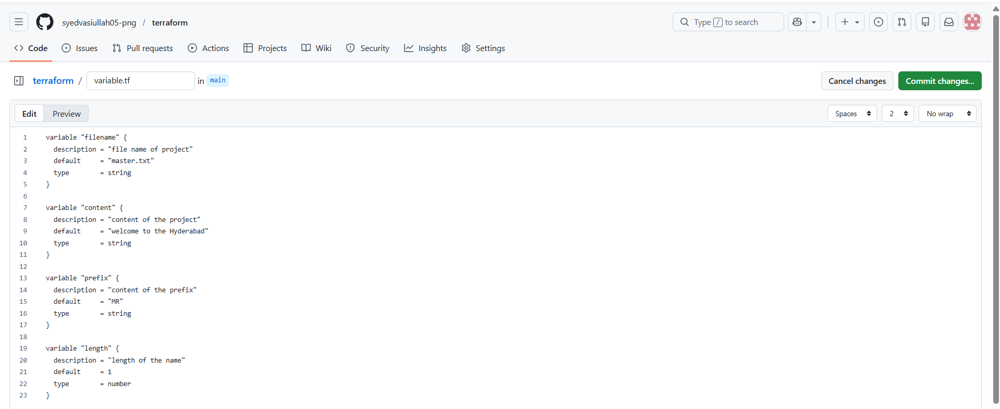 syedvasiullah05-png / terraform
Type / to search
Code Issues Pull requests Actions Projects Wiki Security Insights Settings
terraform / variable.tf in main
Cancel changes Commit changes...
Edit Preview
Spaces 2 No wrap
1 variable "filename" {
2   description = "file name of project"
3   default     = "master.txt"
4   type        = string
5 }
6
7 variable "content" {
8   description = "content of the project"
9   default     = "welcome to the Hyderabad"
10   type        = string
11 }
12
13 variable "prefix" {
14   description = "content of the prefix"
15   default     = "MR"
16   type        = string
17 }
18
19 variable "length" {
20   description = "length of the name"
21   default     = 1
22   type        = number
23 }